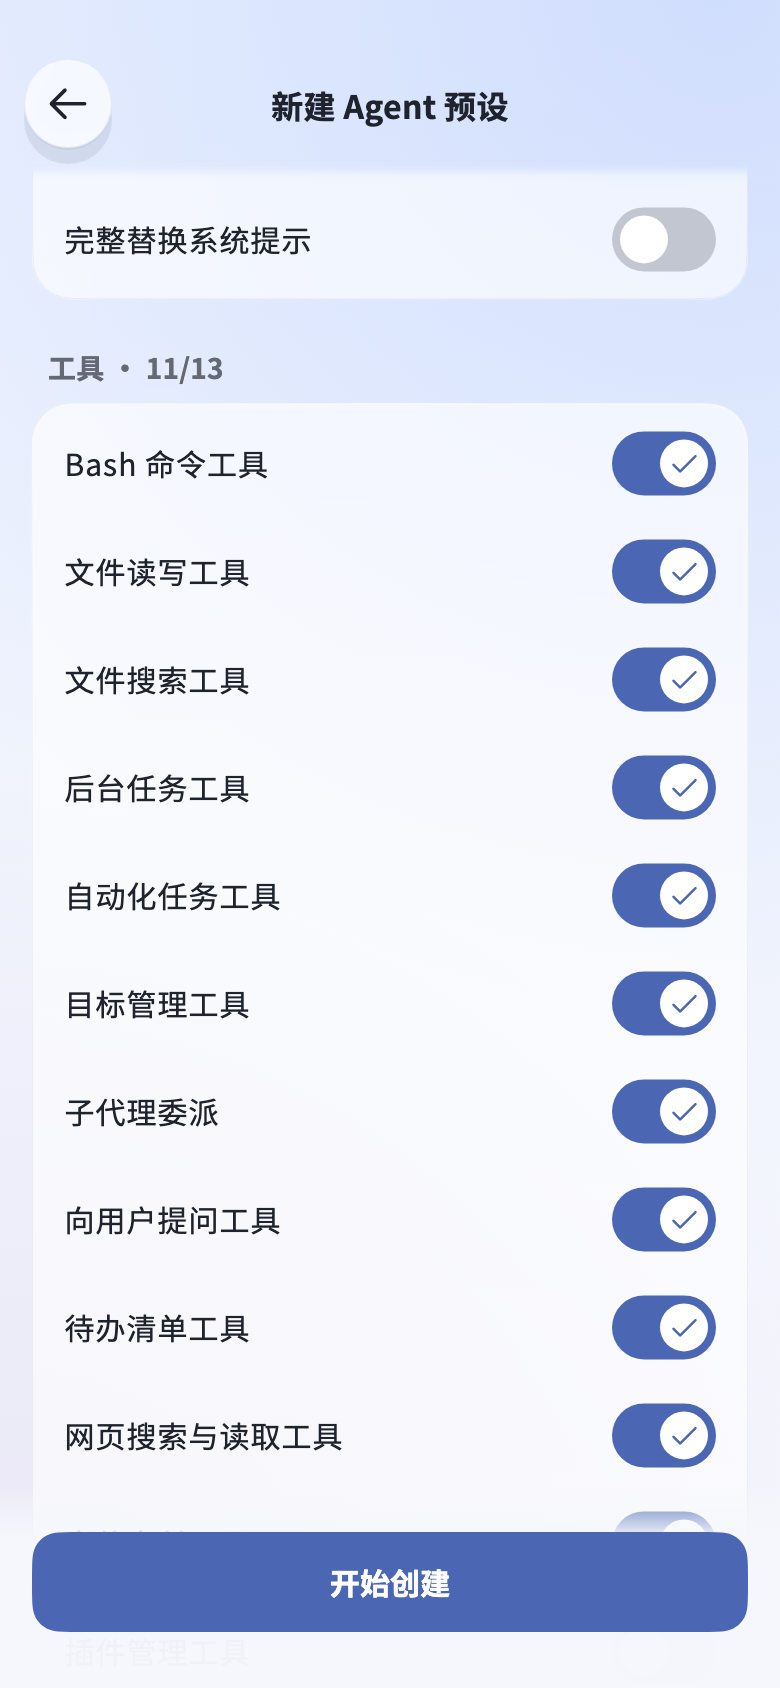 新建 Agent 预设
完整替换系统提示
工具 · 11/13
Bash 命令工具
文件读写工具
文件搜索工具
后台任务工具
自动化任务工具
目标管理工具
子代理委派
向用户提问工具
待办清单工具
网页搜索与读取工具
开始创建
插件管理工具